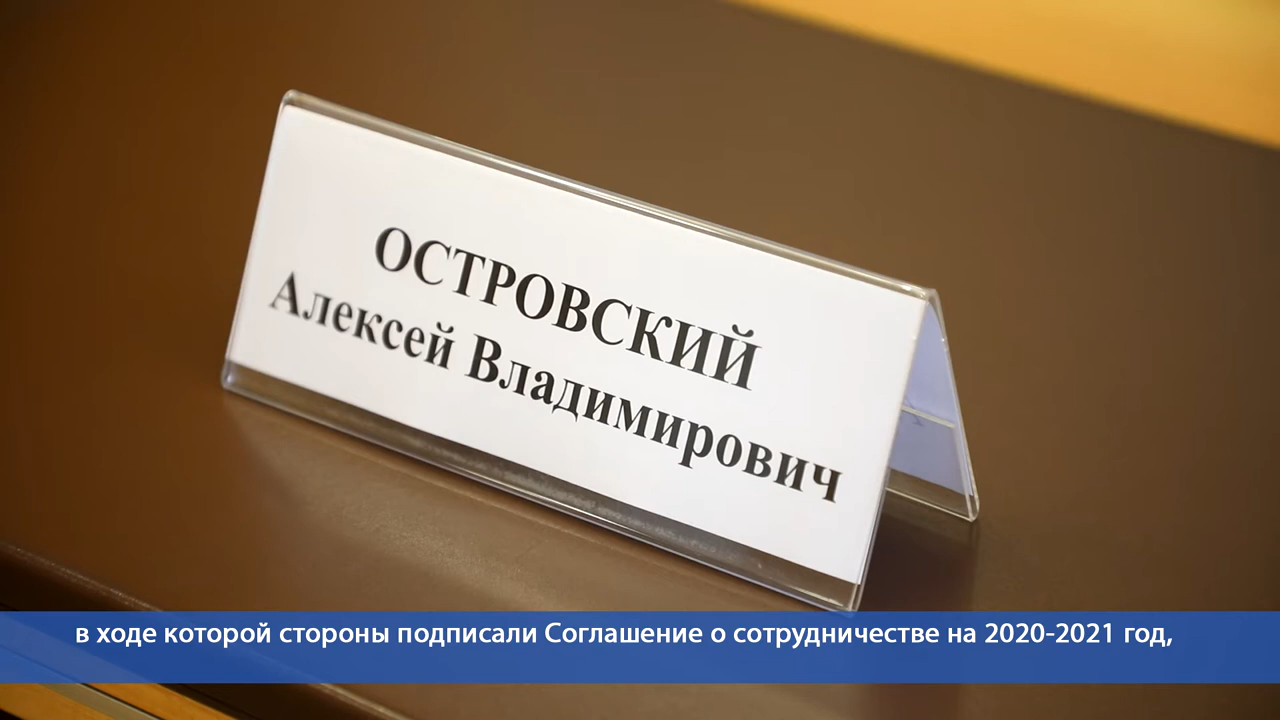 ОСТРОВСКИЙ
Алексей Владимирович
в ходе которой стороны подписали Соглашение о сотрудничестве на 2020-2021 год,